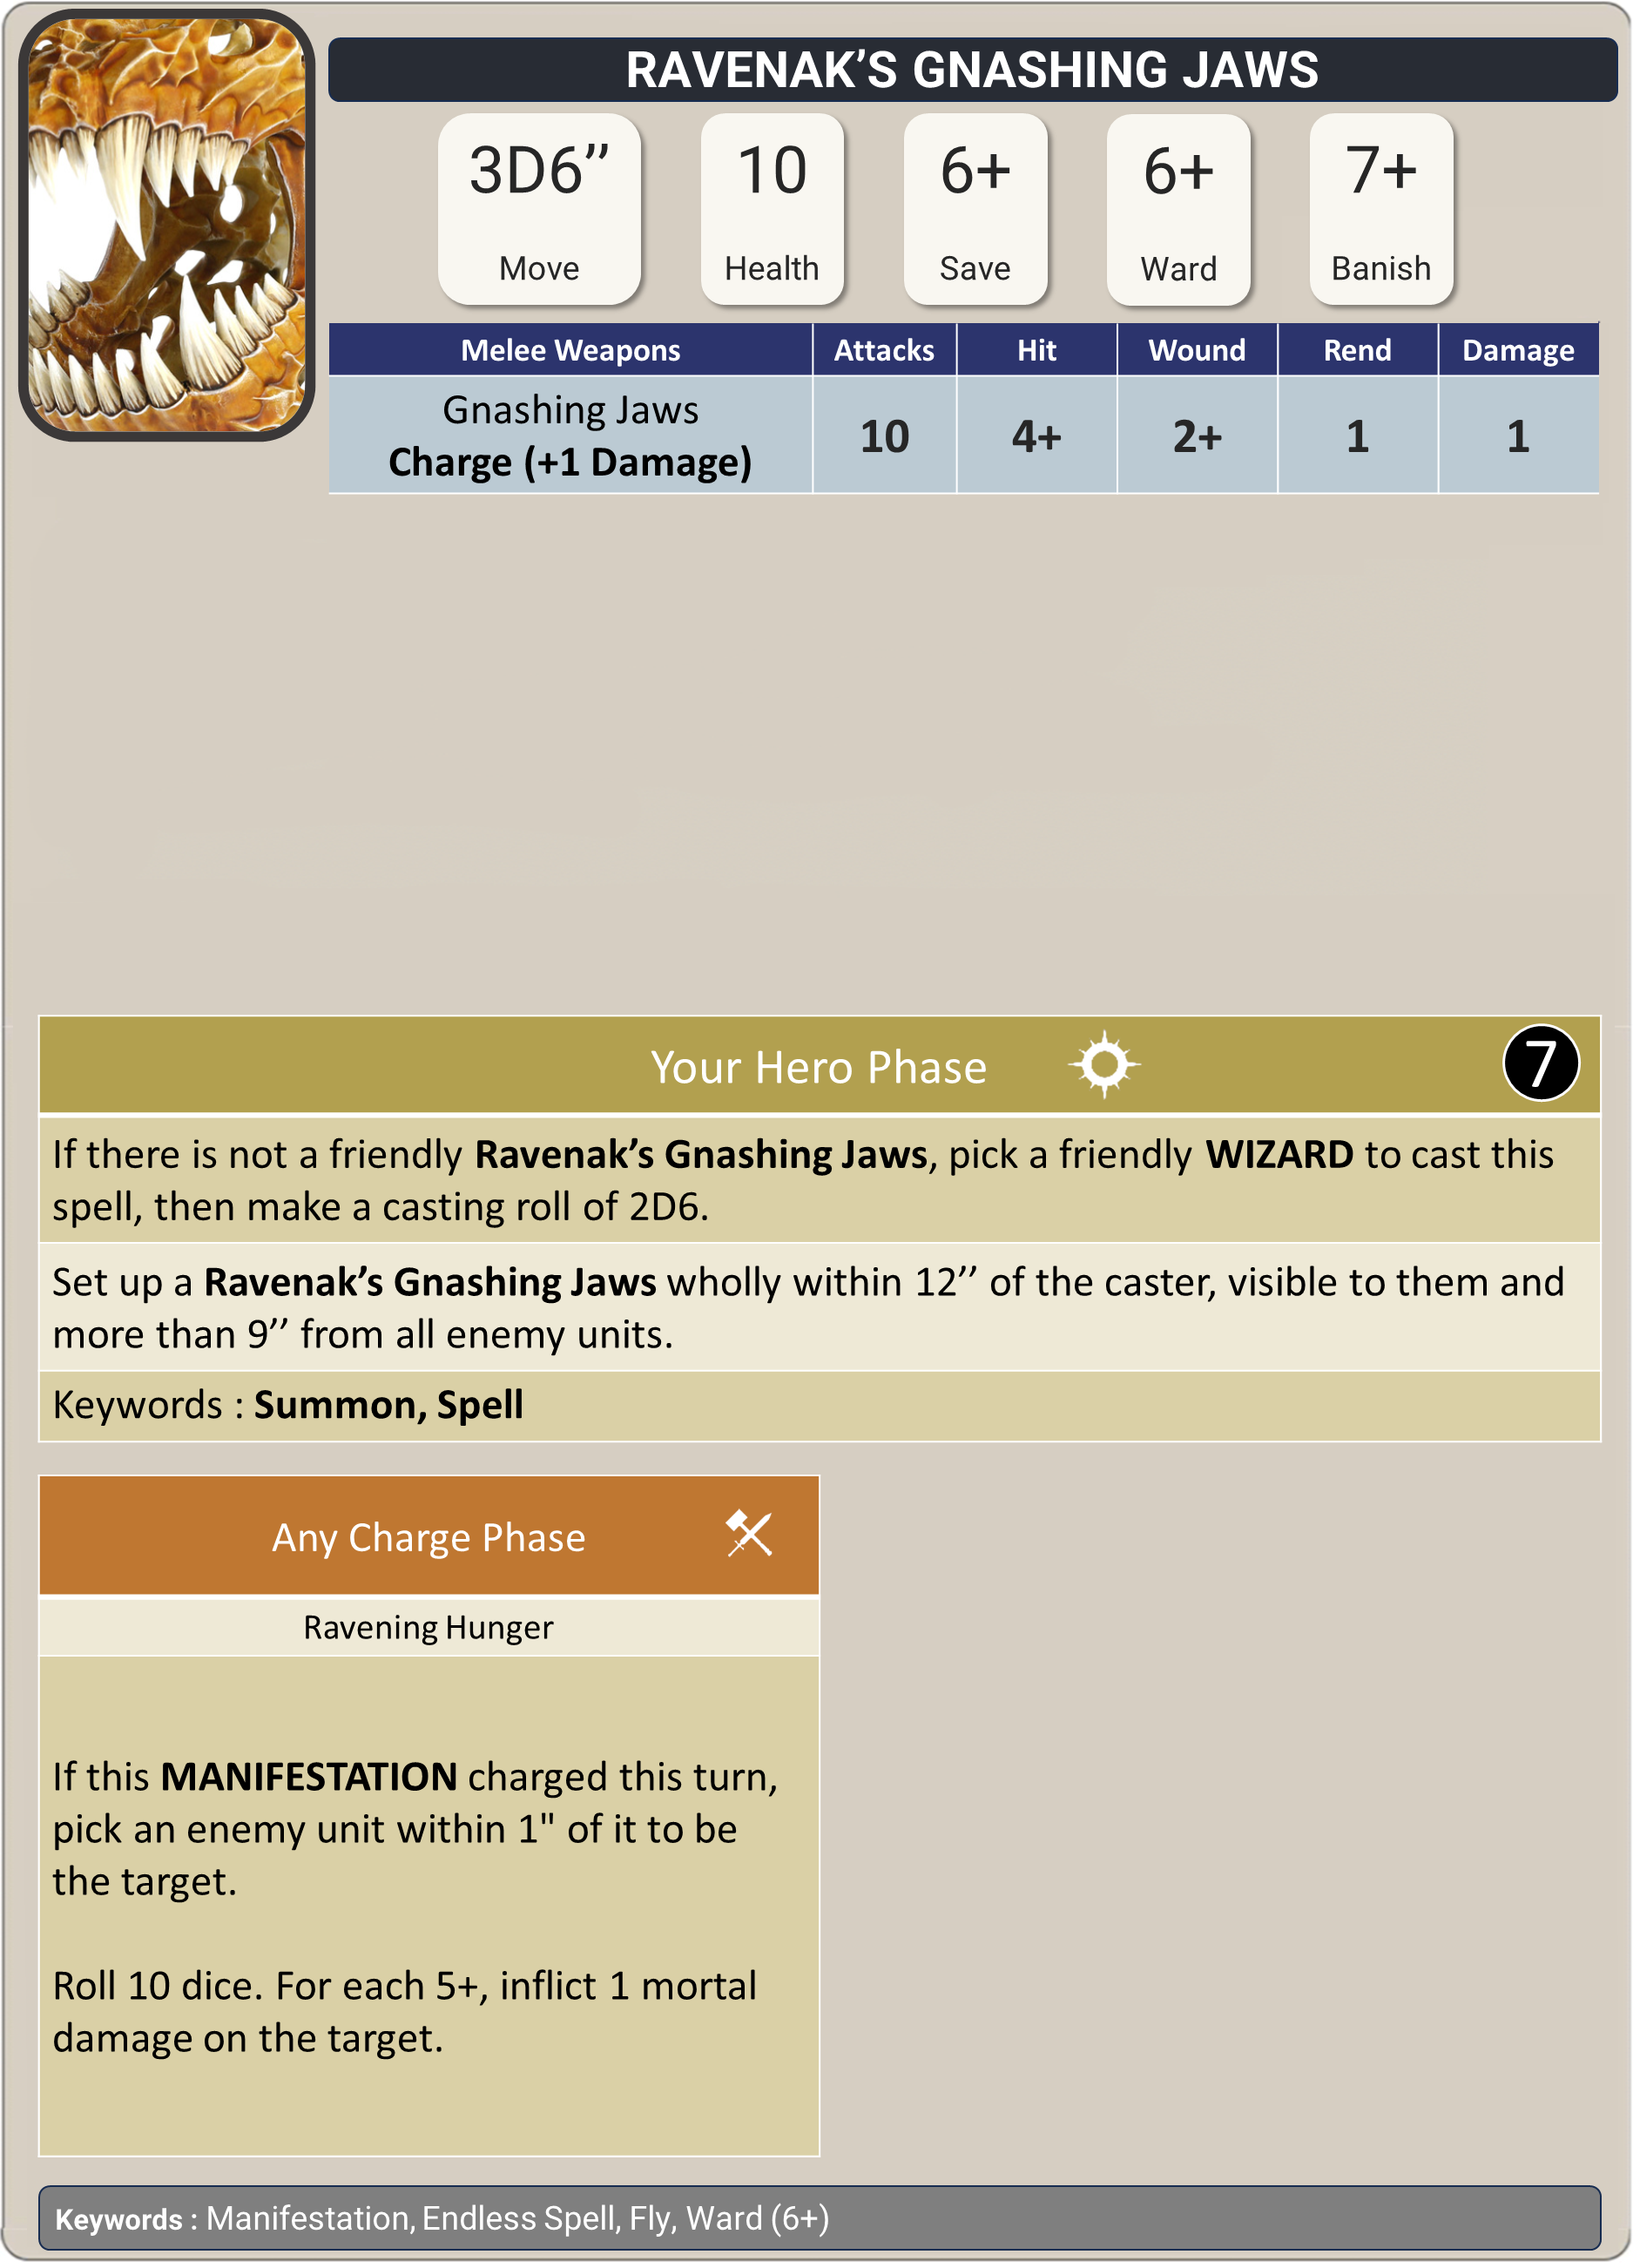 RAVENAK’S GNASHING JAWS
3D6’’ 10 6+ 6+ 7+
Move Health Save Ward Banish
Melee Weapons Attacks Hit Wound Rend Damage
Gnashing Jaws
Charge (+1 Damage) 10 4+ 2+ 1 1
Your Hero Phase 7
If there is not a friendly Ravenak’s Gnashing Jaws, pick a friendly WIZARD to cast this
spell, then make a casting roll of 2D6.
Set up a Ravenak’s Gnashing Jaws wholly within 12’’ of the caster, visible to them and
more than 9’’ from all enemy units.
Keywords : Summon, Spell
Any Charge Phase
Ravening Hunger
If this MANIFESTATION charged this turn,
pick an enemy unit within 1" of it to be
the target.
Roll 10 dice. For each 5+, inflict 1 mortal
damage on the target.
Keywords : Manifestation, Endless Spell, Fly, Ward (6+)